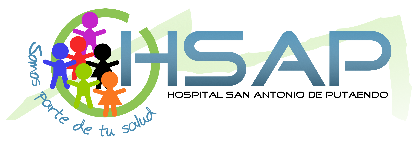 HSAP
HOSPITAL SAN ANTONIO DE PUTAENDO
Somos parte de tu salud